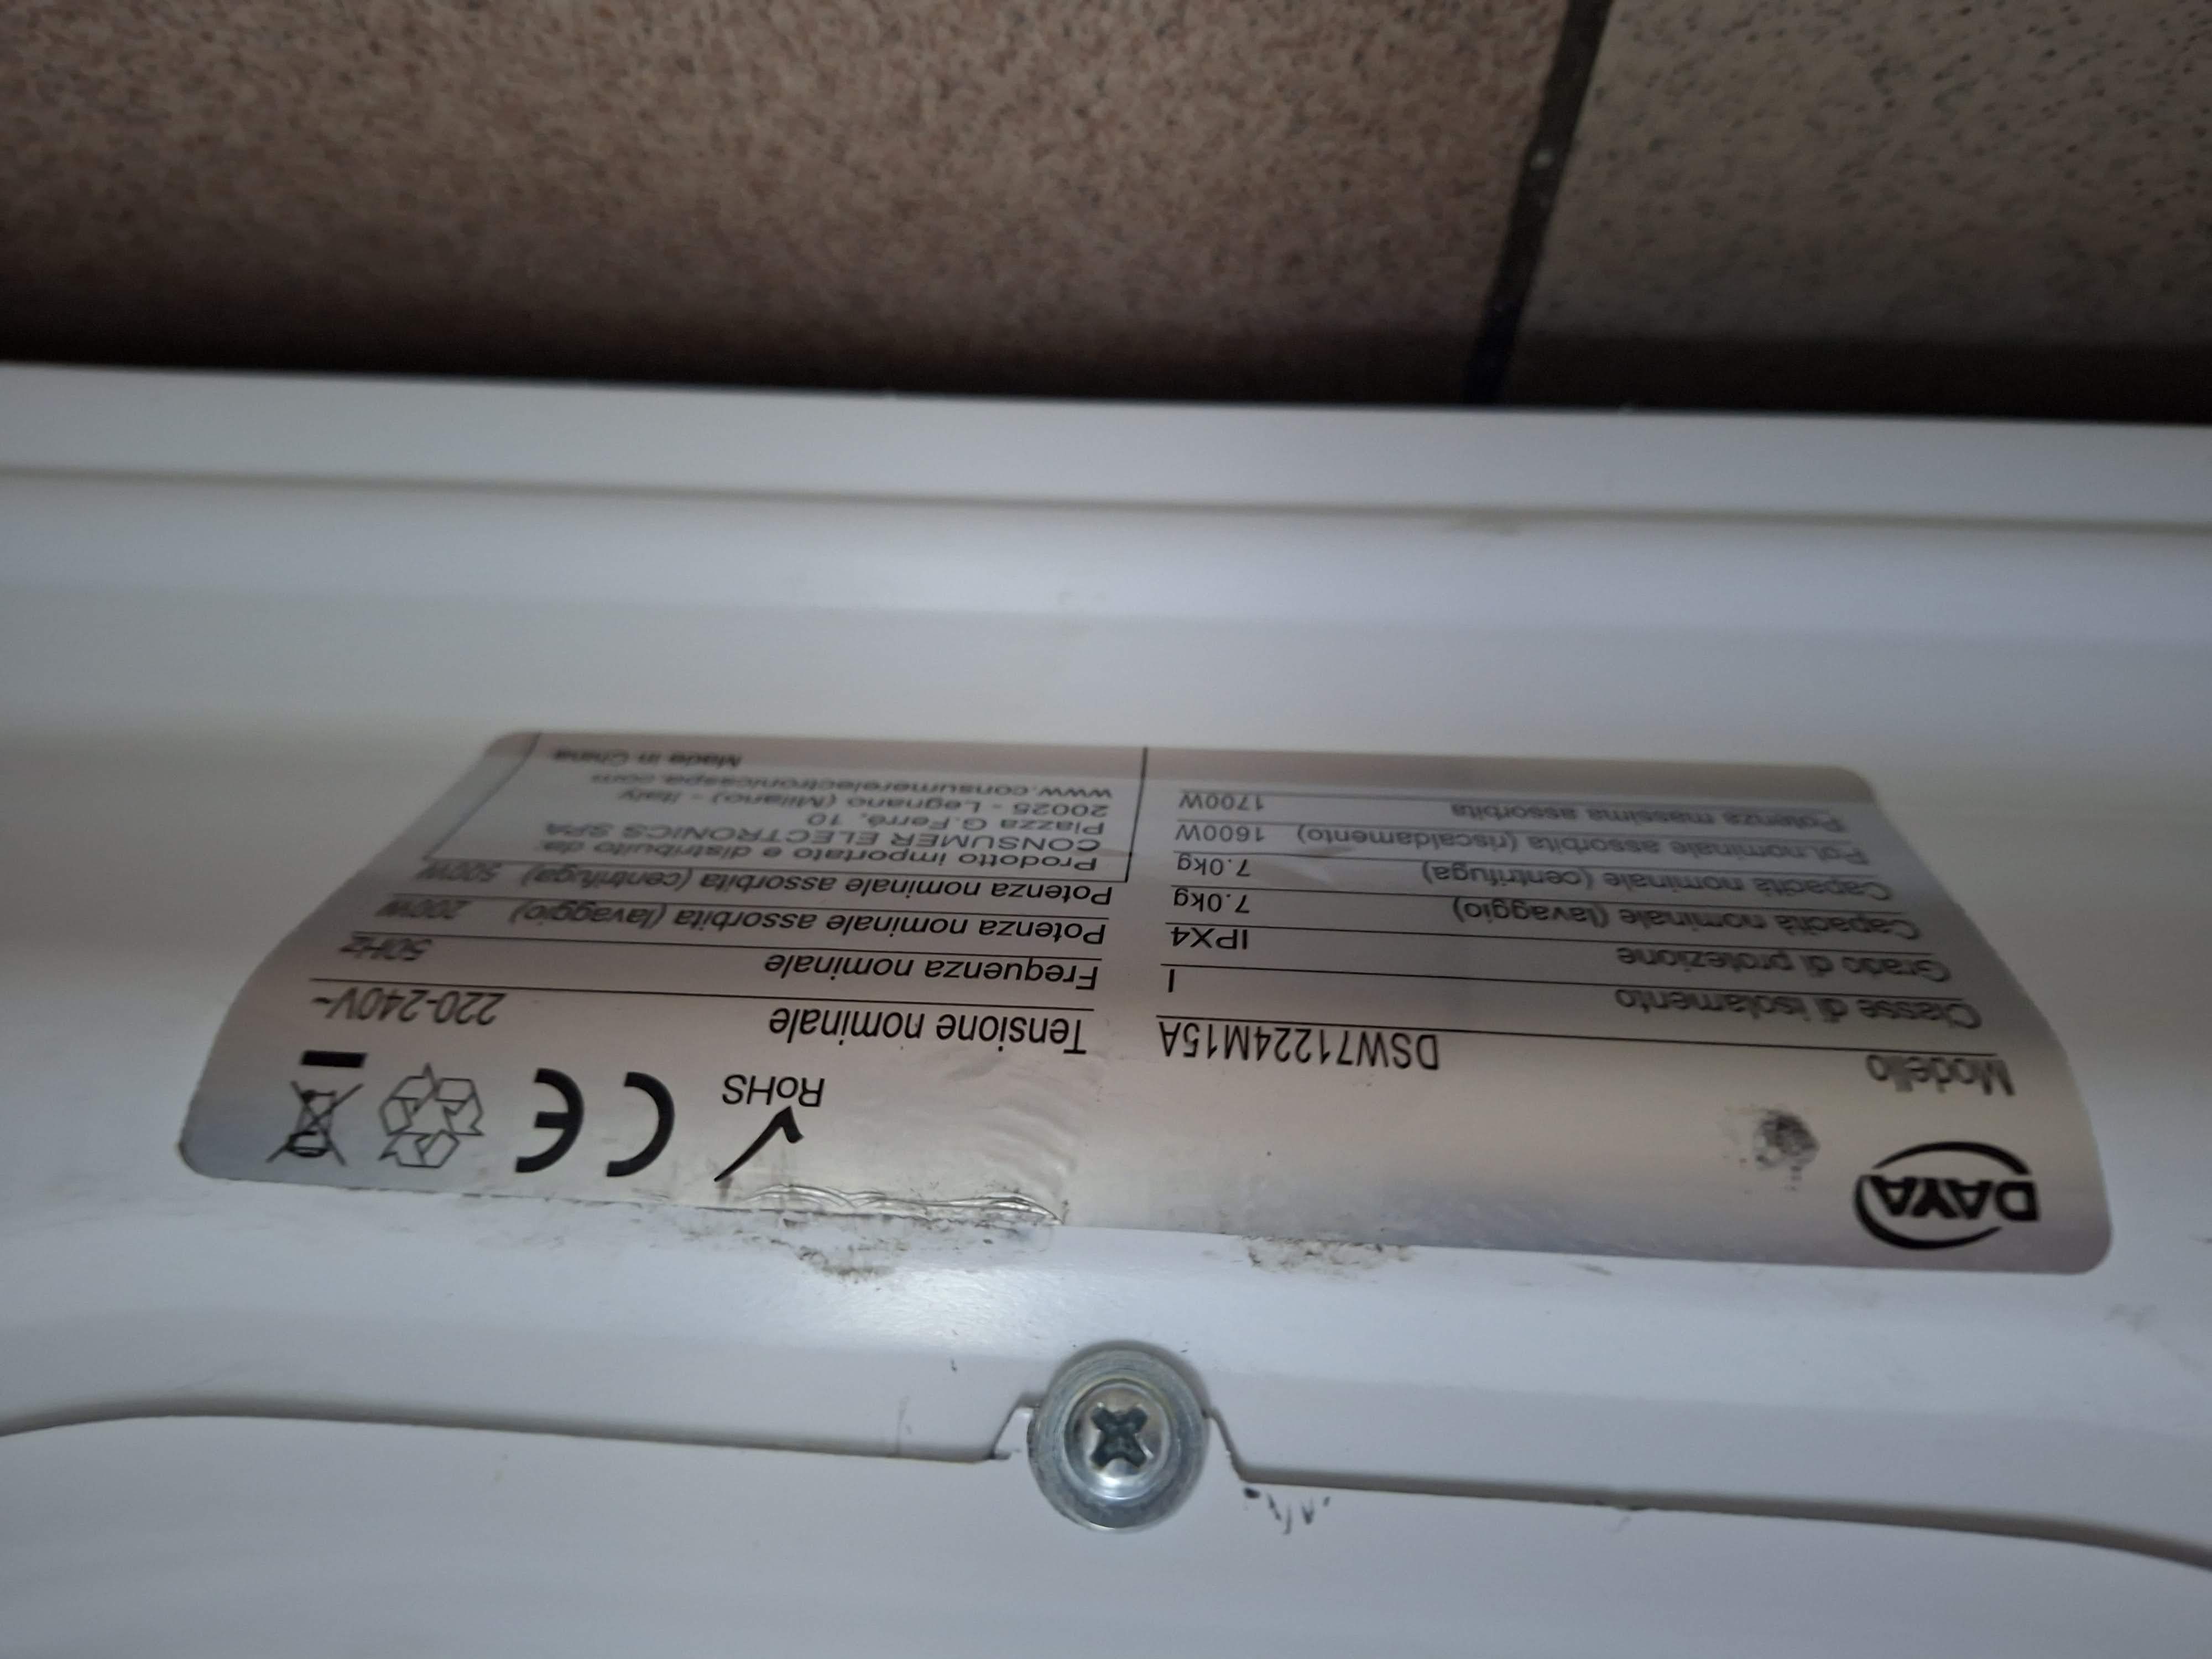 DAYA
RoHS
CE
Modello DSW71224M15A
Classe di isolamento I
Grado di protezione IPX4
Capacità nominale (lavaggio) 7.0kg
Capacità nominale (centrifuga) 7.0kg
Pot.nominale assorbita (riscaldamento) 1600W
Potenza massima assorbita 1700W
Tensione nominale 220-240V~
Frequenza nominale 50Hz
Potenza nominale assorbita (lavaggio) 200W
Potenza nominale assorbita (centrifuga) 500W
Prodotto importato e distribuito da:
CONSUMER ELECTRONICS SPA
Piazza G.Ferrè, 10
20025 - Legnano (Milano) - Italy
www.consumerelectronicsspa.com
Made in China